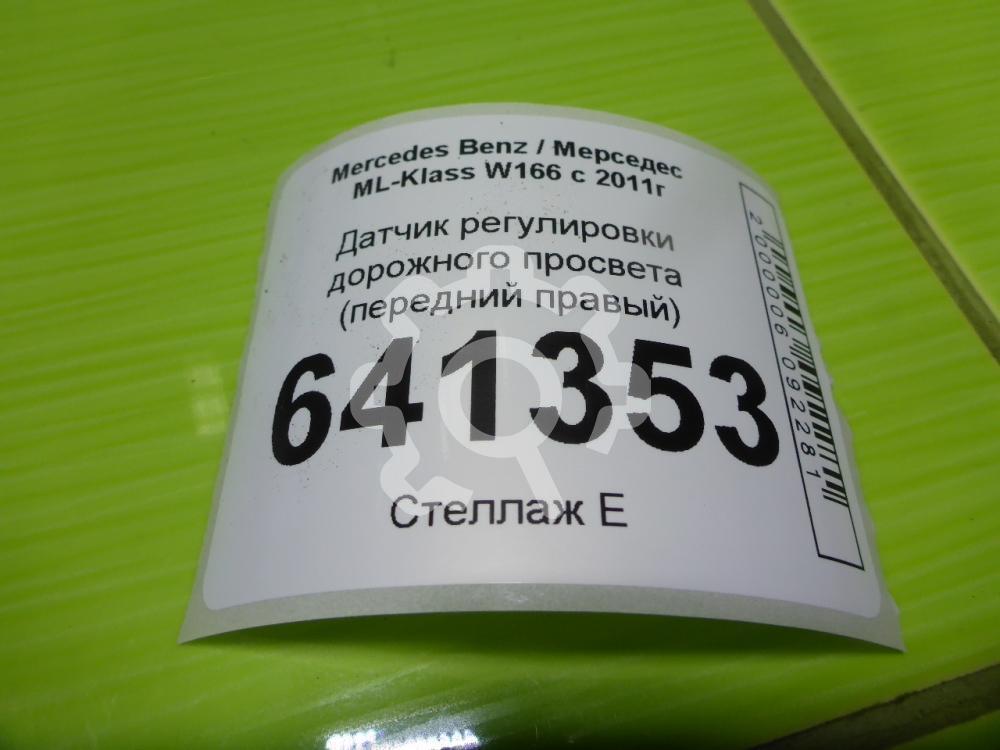 Mercedes Benz / Мерседес
ML-Klass W166 с 2011г
Датчик регулировки
дорожного просвета
(передний правый)
641353
Стеллаж Е
2000006092281